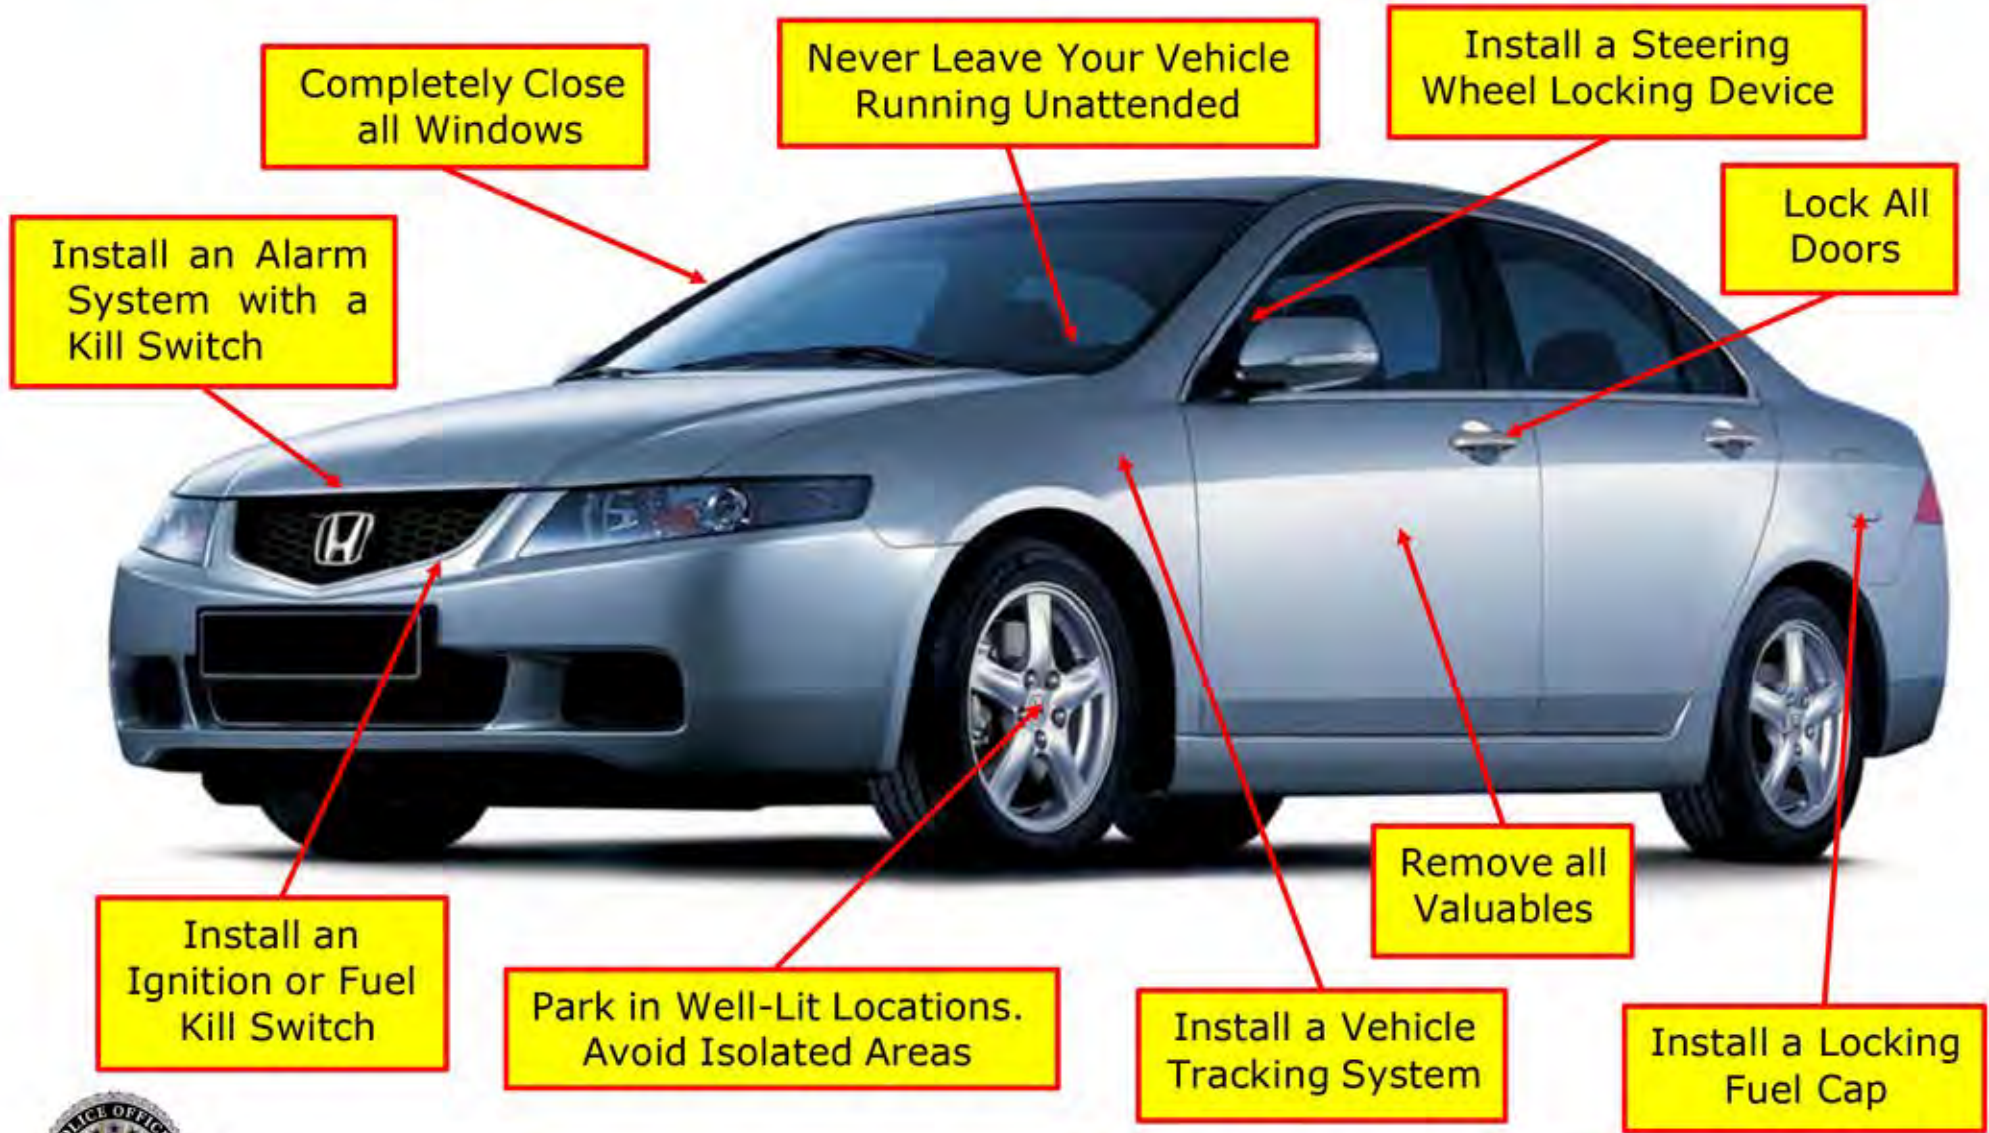 Completely Close
all Windows
Never Leave Your Vehicle
Running Unattended
Install a Steering
Wheel Locking Device
Lock All
Doors
Install an Alarm
System with a
Kill Switch
Install an
Ignition or Fuel
Kill Switch
Park in Well-Lit Locations.
Avoid Isolated Areas
Install a Vehicle
Tracking System
Remove all
Valuables
Install a Locking
Fuel Cap